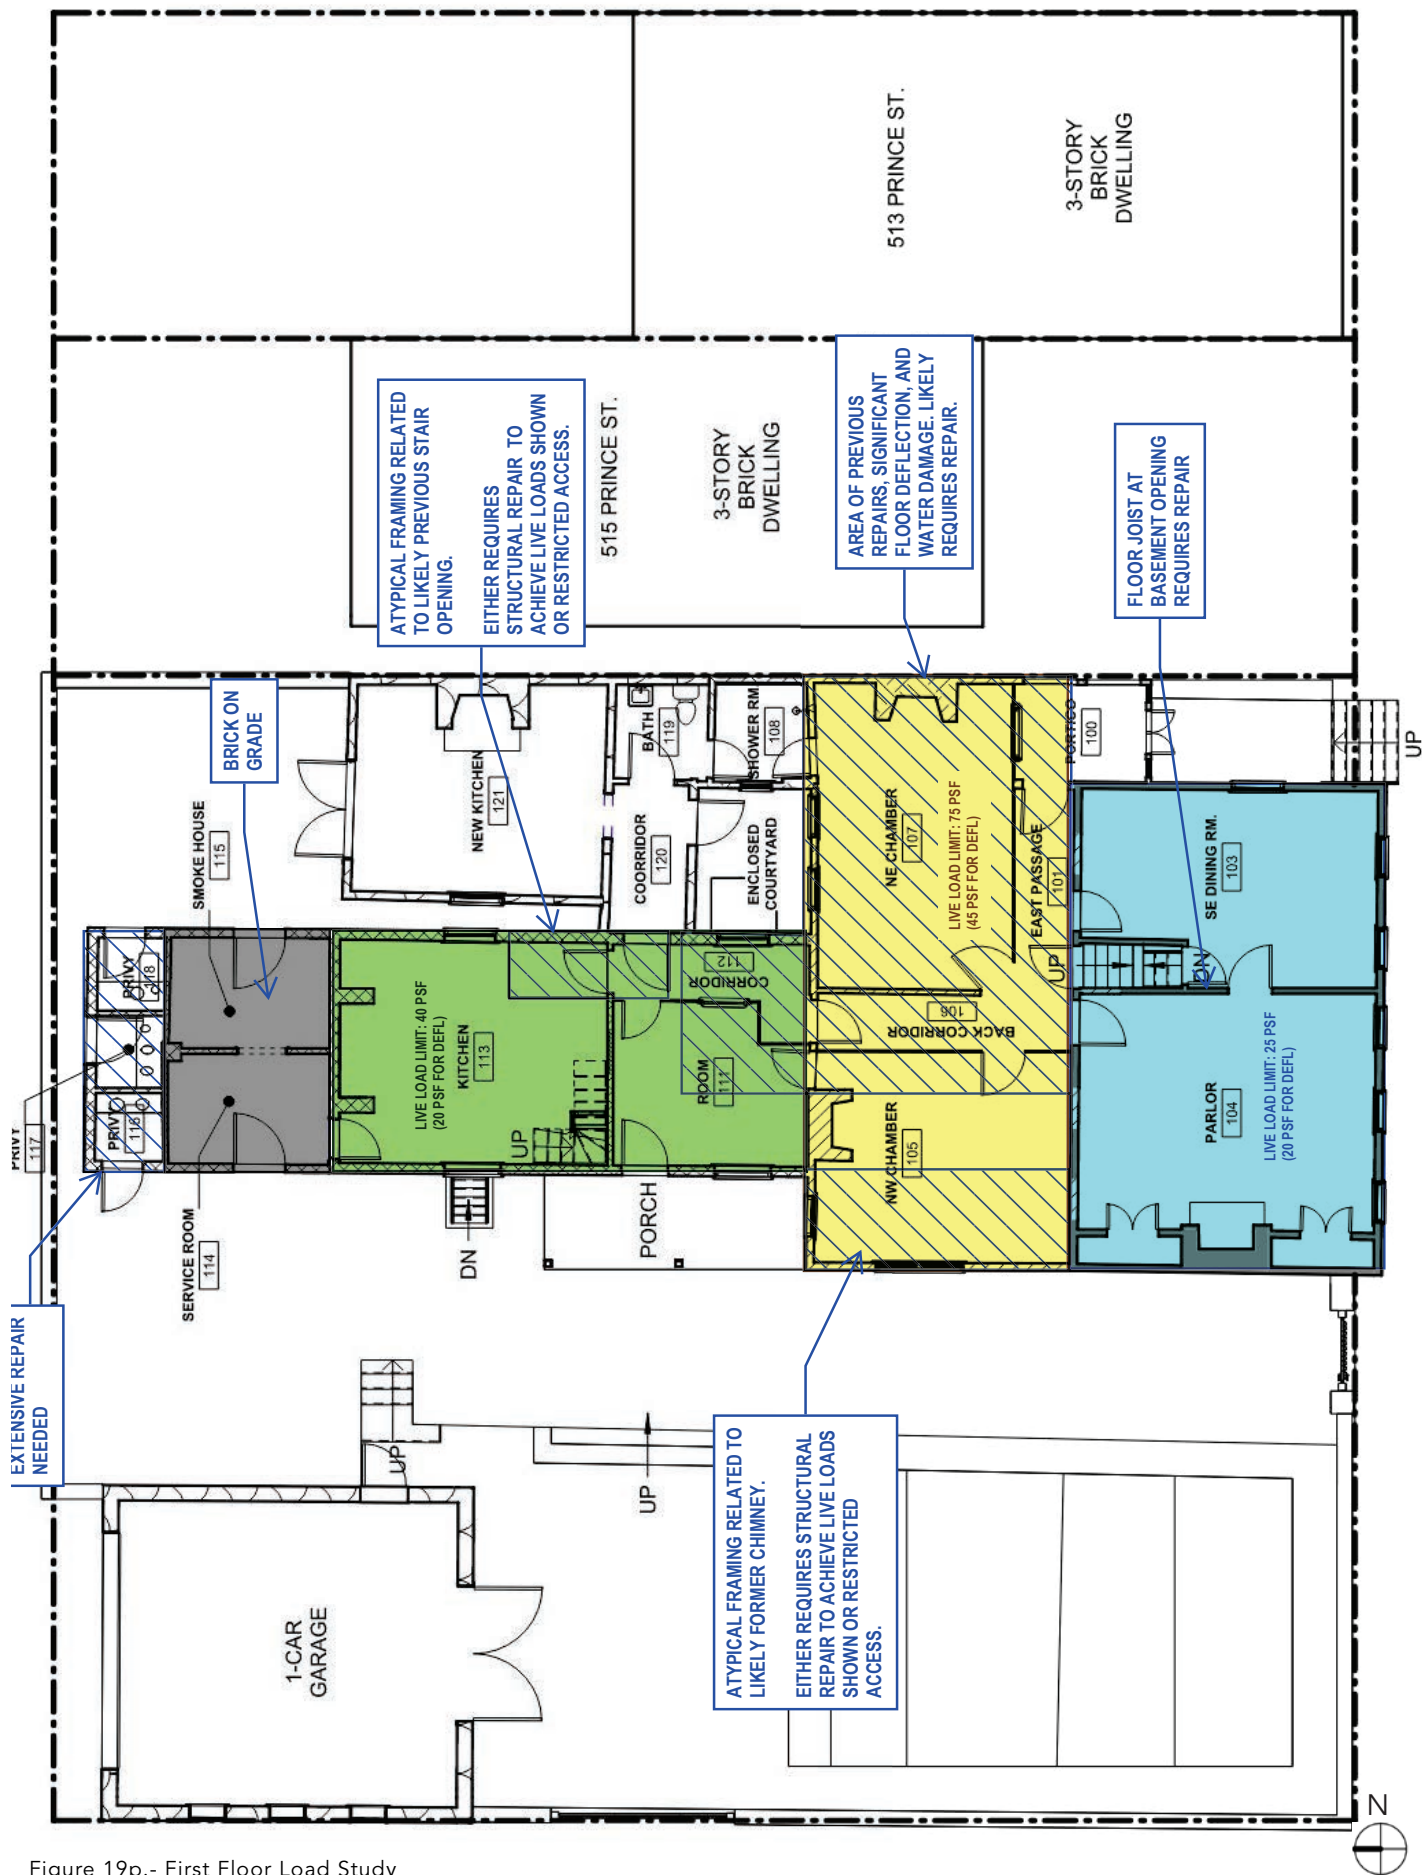 513 PRINCE ST.
3-STORY
BRICK
DWELLING
515 PRINCE ST.
3-STORY
BRICK
DWELLING
ATYPICAL FRAMING RELATED
TO LIKELY PREVIOUS STAIR
OPENING.
EITHER REQUIRES
STRUCTURAL REPAIR TO
ACHIEVE LIVE LOADS SHOWN
OR RESTRICTED ACCESS.
AREA OF PREVIOUS
REPAIRS, SIGNIFICANT
FLOOR DEFLECTION, AND
WATER DAMAGE. LIKELY
REQUIRES REPAIR.
FLOOR JOIST AT
BASEMENT OPENING
REQUIRES REPAIR
BRICK ON
GRADE
SMOKE HOUSE
115
NEW KITCHEN
121
BATH
119
SHOWER RM.
108
COORRIDOR
120
ENCLOSED
COURTYARD
PORTICO
100
UP
PRIVY
118
PRIVY
117
PRIVY
116
SERVICE ROOM
114
LIVE LOAD LIMIT: 40 PSF
(20 PSF FOR DEFL)
KITCHEN
113
UP
CORRIDOR
112
ROOM
111
NE CHAMBER
107
LIVE LOAD LIMIT: 75 PSF
(45 PSF FOR DEFL)
EAST PASSAGE
101
UP
BACK CORRIDOR
106
NW CHAMBER
105
SE DINING RM.
103
DN
PARLOR
104
LIVE LOAD LIMIT: 25 PSF
(20 PSF FOR DEFL)
DN
PORCH
EXTENSIVE REPAIR
NEEDED
UP
UP
ATYPICAL FRAMING RELATED TO
LIKELY FORMER CHIMNEY.
EITHER REQUIRES STRUCTURAL
REPAIR TO ACHIEVE LIVE LOADS
SHOWN OR RESTRICTED
ACCESS.
1-CAR
GARAGE
N
Figure 19p.- First Floor Load Study